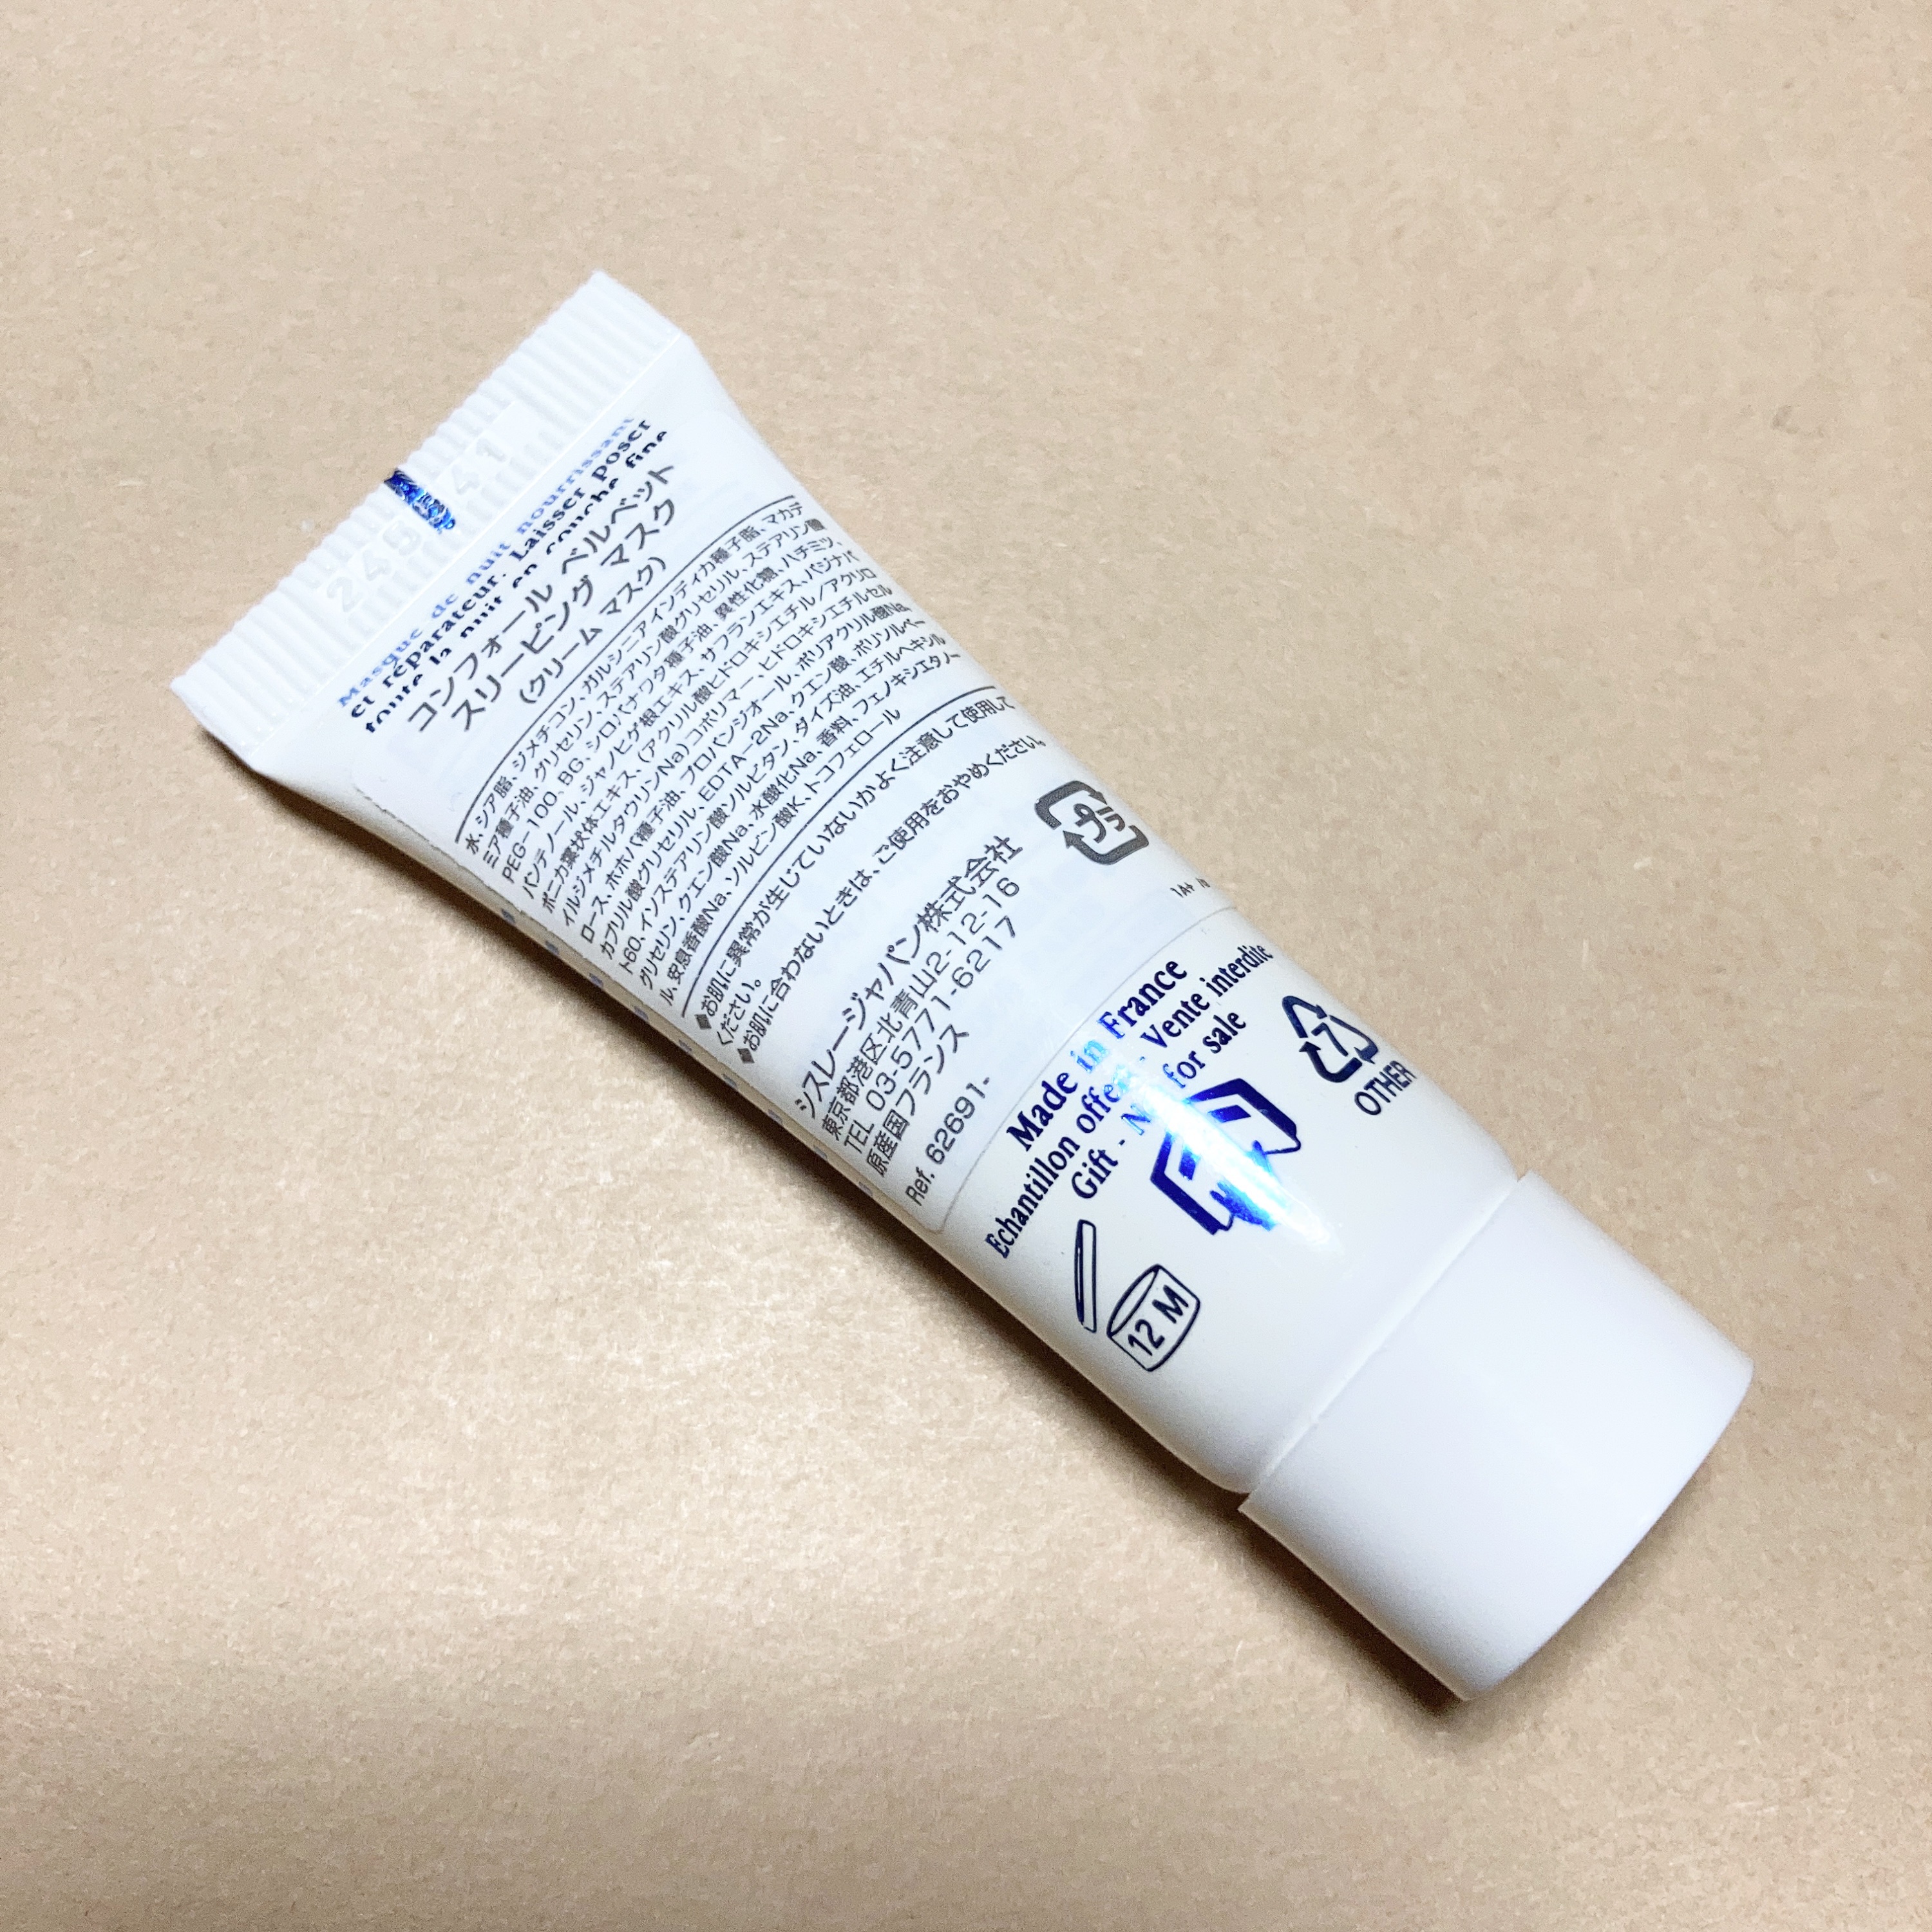 41
Masque de nuit nourrissant
et réparateur. Laisser poser
toute la nuit en couche fine
コンフォール ベルベット
スリーピング マスク
(クリーム マスク)
水、シア脂、ジメチコン、ガルシニアインディカ種子脂、マカデ
ミア種子油、グリセリン、ステアリン酸グリセリル、ステアリン酸
PEG-100、BG、シロバナワタ種子油、異性化糖、ハチミツ、
パンテノール、ジャノヒゲ根エキス、サフランエキス、パジナパ
ボニカ葉状体エキス、(アクリル酸ヒドロキシエチル/アクリロ
イルジメチルタウリンNa)コポリマー、ヒドロキシエチルセル
ロース、ホホバ種子油、プロパンジオール、ポリアクリル酸Na、
カプリル酸グリセリル、EDTA-2Na、クエン酸、ポリソルベー
ト60、イソステアリン酸ソルビタン、ダイズ油、エチルヘキシル
グリセリン、クエン酸Na、水酸化Na、香料、フェノキシエタノー
ル、安息香酸Na、ソルビン酸K、トコフェロール
◆お肌に異常が生じていないかよく注意して使用して
ください。
◆お肌に合わないときは、ご使用をおやめください。
シスレージャパン株式会社
東京都港区北青山2-12-16
TEL 03-5771-6217
原産国フランス
Ref. 62691-
プラ
Made in France
Echantillon offert - Vente interdite
Gift - Not for sale
7
OTHER
12 M